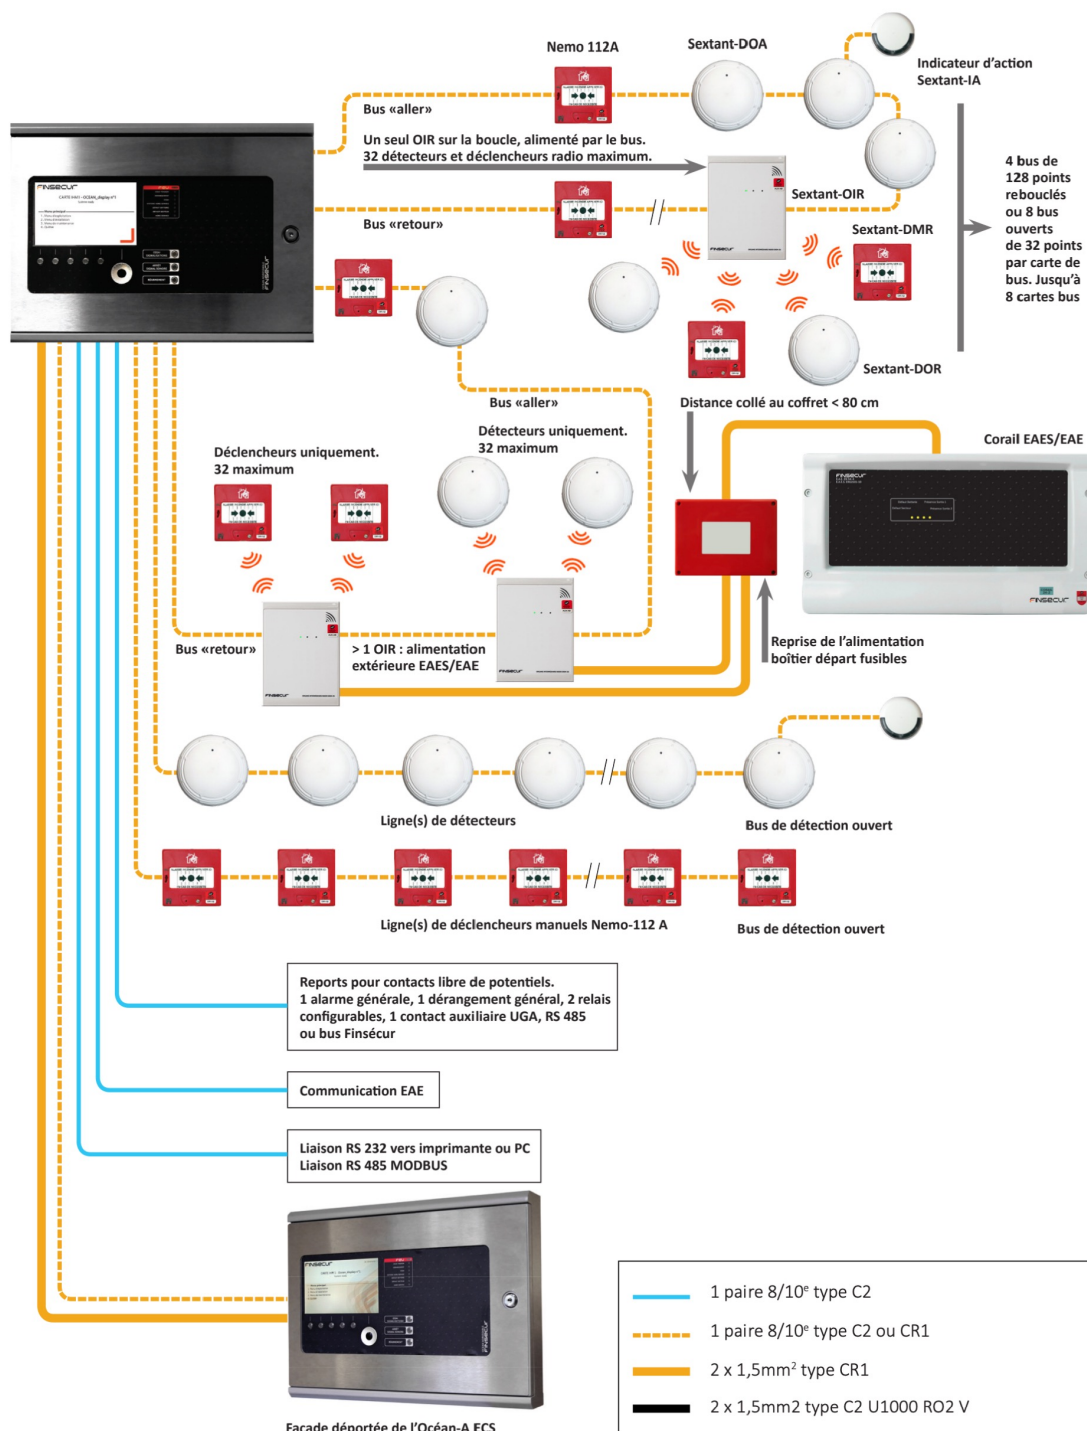 Nemo 112A
Sextant-DOA
Indicateur d’action
Sextant-IA
Bus «aller»
Un seul OIR sur la boucle, alimenté par le bus.
32 détecteurs et déclencheurs radio maximum.
Sextant-OIR
Bus «retour»
Sextant-DMR
4 bus de
128 points
rebouclés
ou 8 bus
ouverts
de 32 points
par carte de
bus. Jusqu’à
8 cartes bus
FINSECUR
Sextant-DOR
Bus «aller»
Distance collé au coffret < 80 cm
Détecteurs uniquement.
32 maximum
Corail EAES/EAE
Déclencheurs uniquement.
32 maximum
FINSECUR
Bus «retour»
> 1 OIR : alimentation
extérieure EAES/EAE
Reprise de l’alimentation
boîtier départ fusibles
FINSECUR
FINSECUR
Ligne(s) de détecteurs
Bus de détection ouvert
Ligne(s) de déclencheurs manuels Nemo-112 A
Bus de détection ouvert
Reports pour contacts libre de potentiels.
1 alarme générale, 1 dérangement général, 2 relais
configurables, 1 contact auxiliaire UGA, RS 485
ou bus Finsécur
Communication EAE
Liaison RS 232 vers imprimante ou PC
Liaison RS 485 MODBUS
FINSECUR
Façade déportée de l’Océan-A ECS
1 paire 8/10e type C2
1 paire 8/10e type C2 ou CR1
2 x 1,5mm² type CR1
2 x 1,5mm2 type C2 U1000 RO2 V